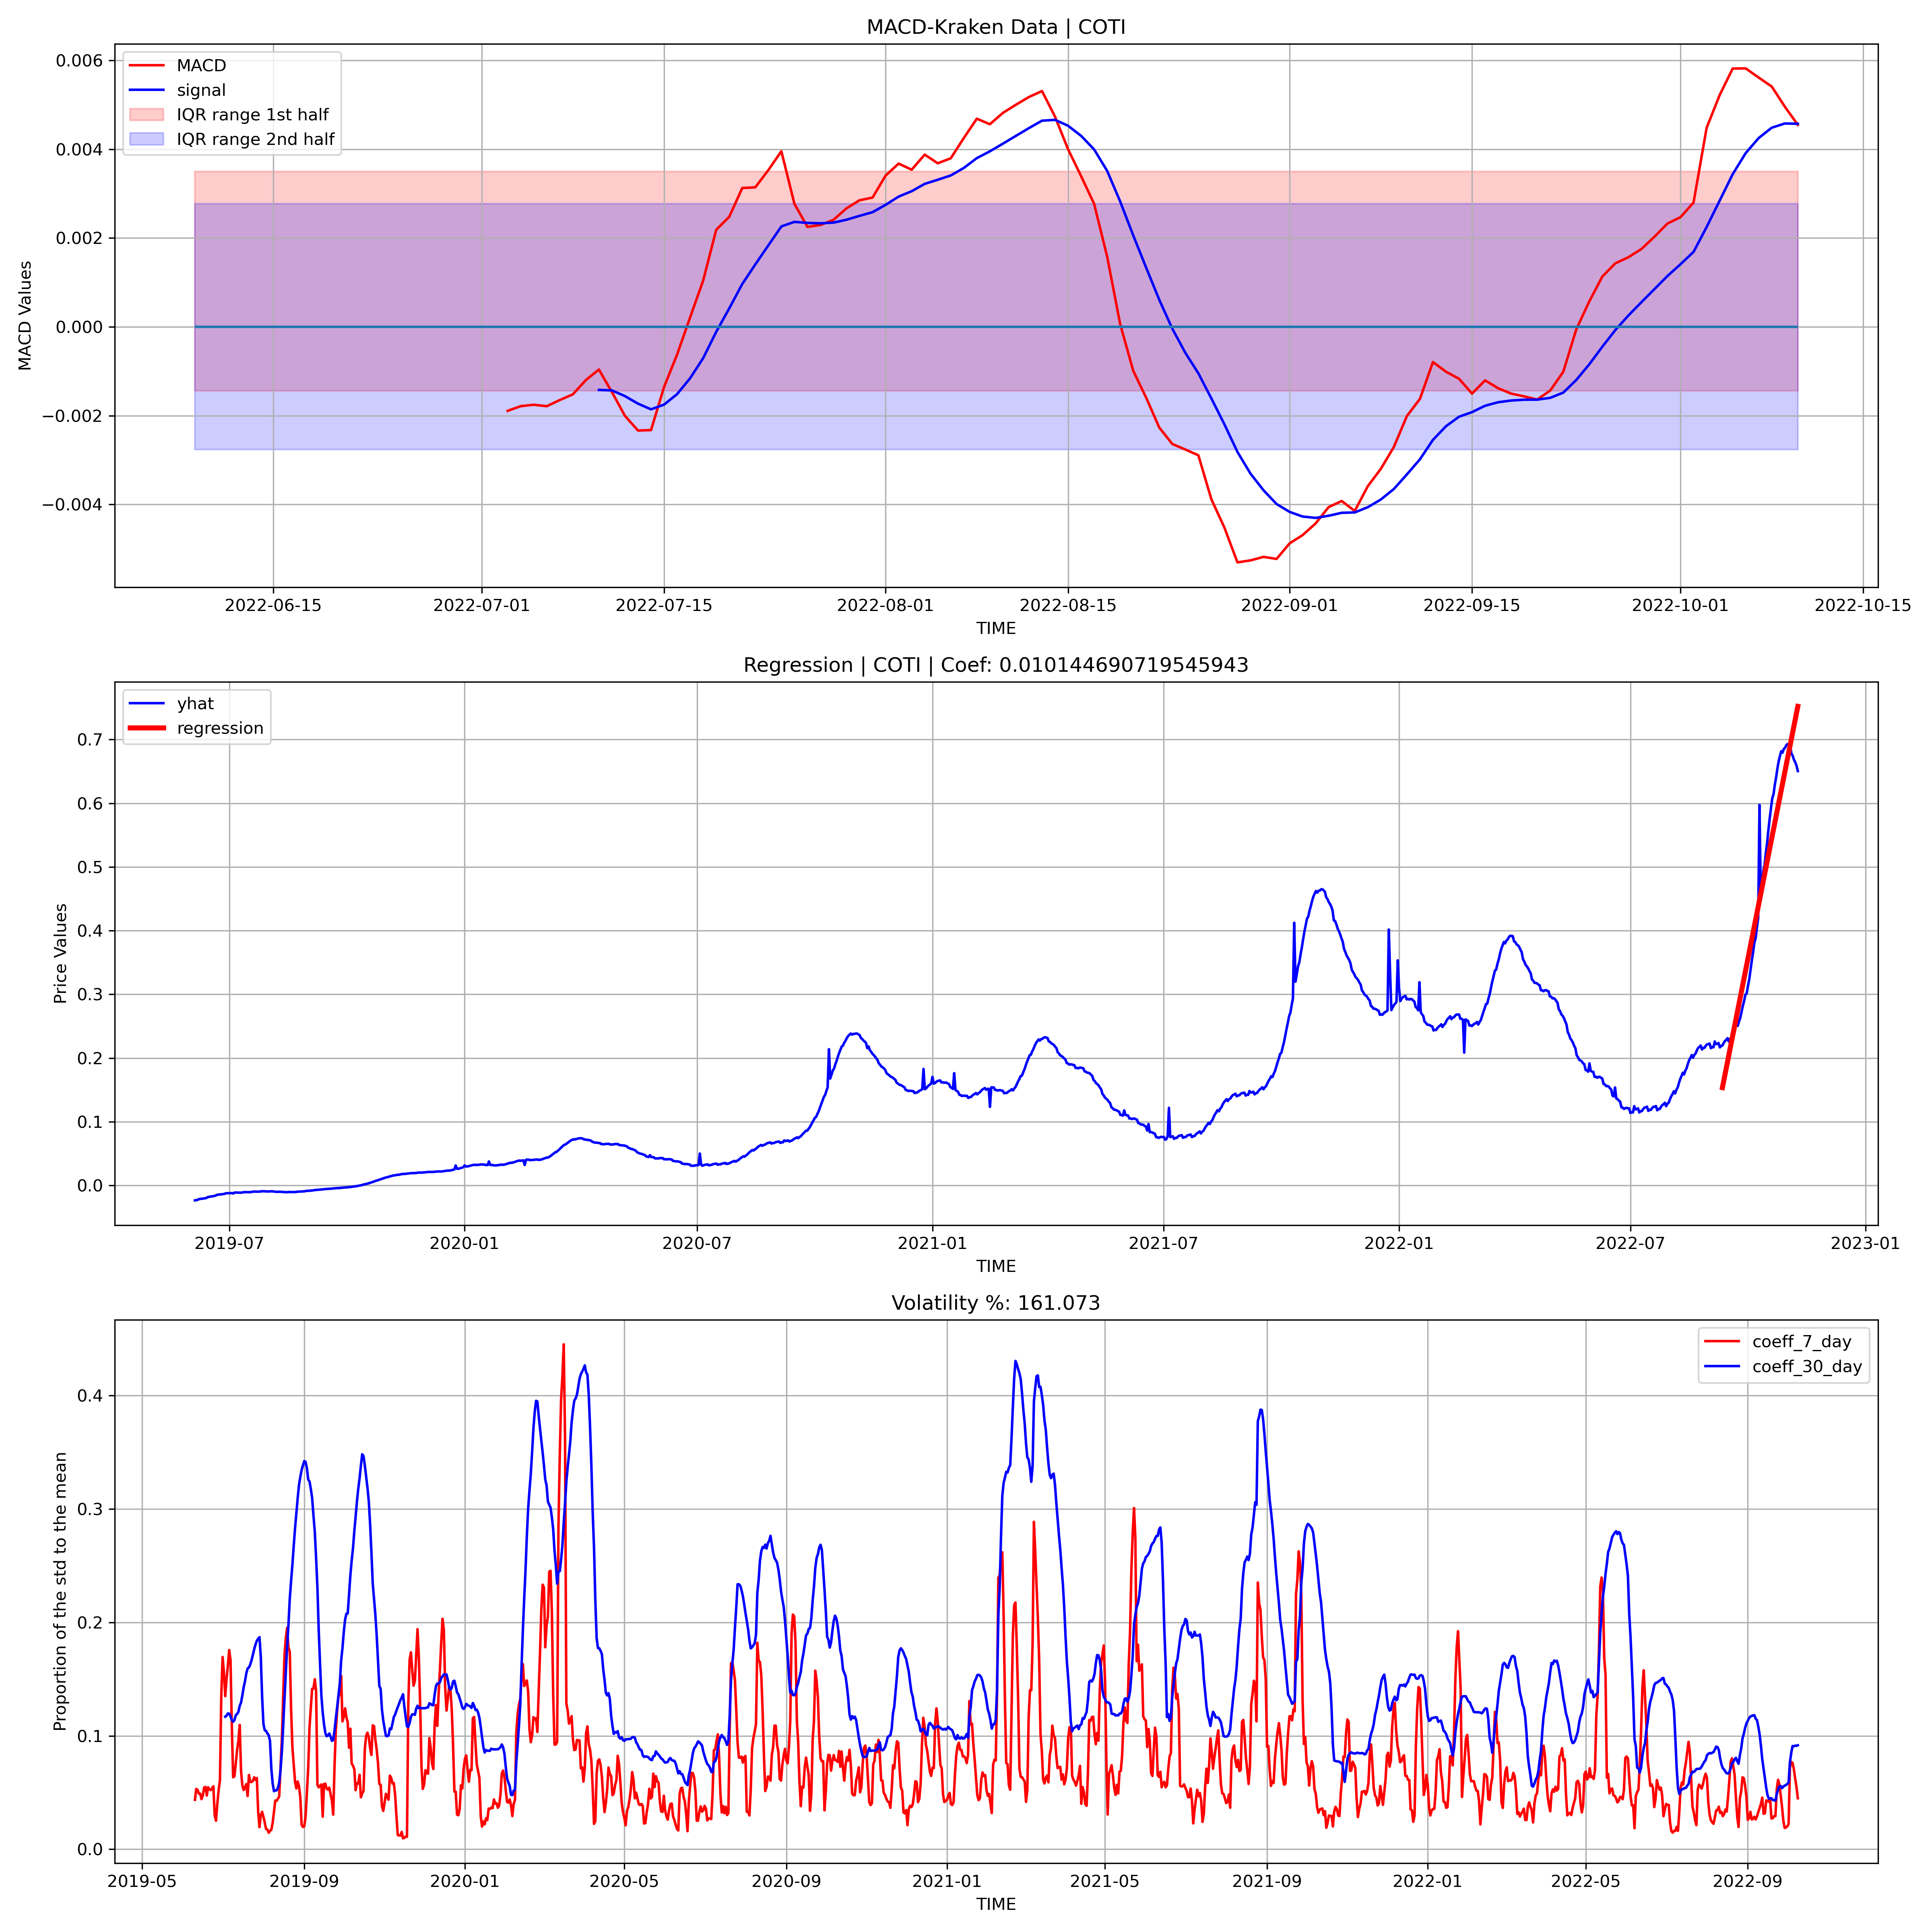 MACD-Kraken Data | COTI
MACD
signal
IQR range 1st half
IQR range 2nd half
MACD Values
0.006
0.004
0.002
0.000
−0.002
−0.004
2022-06-15 2022-07-01 2022-07-15 2022-08-01 2022-08-15 2022-09-01 2022-09-15 2022-10-01 2022-10-15
TIME
Regression | COTI | Coef: 0.010144690719545943
yhat
regression
Price Values
0.7
0.6
0.5
0.4
0.3
0.2
0.1
0.0
2019-07 2020-01 2020-07 2021-01 2021-07 2022-01 2022-07 2023-01
TIME
Volatility %: 161.073
coeff_7_day
coeff_30_day
Proportion of the std to the mean
0.4
0.3
0.2
0.1
0.0
2019-05 2019-09 2020-01 2020-05 2020-09 2021-01 2021-05 2021-09 2022-01 2022-05 2022-09
TIME